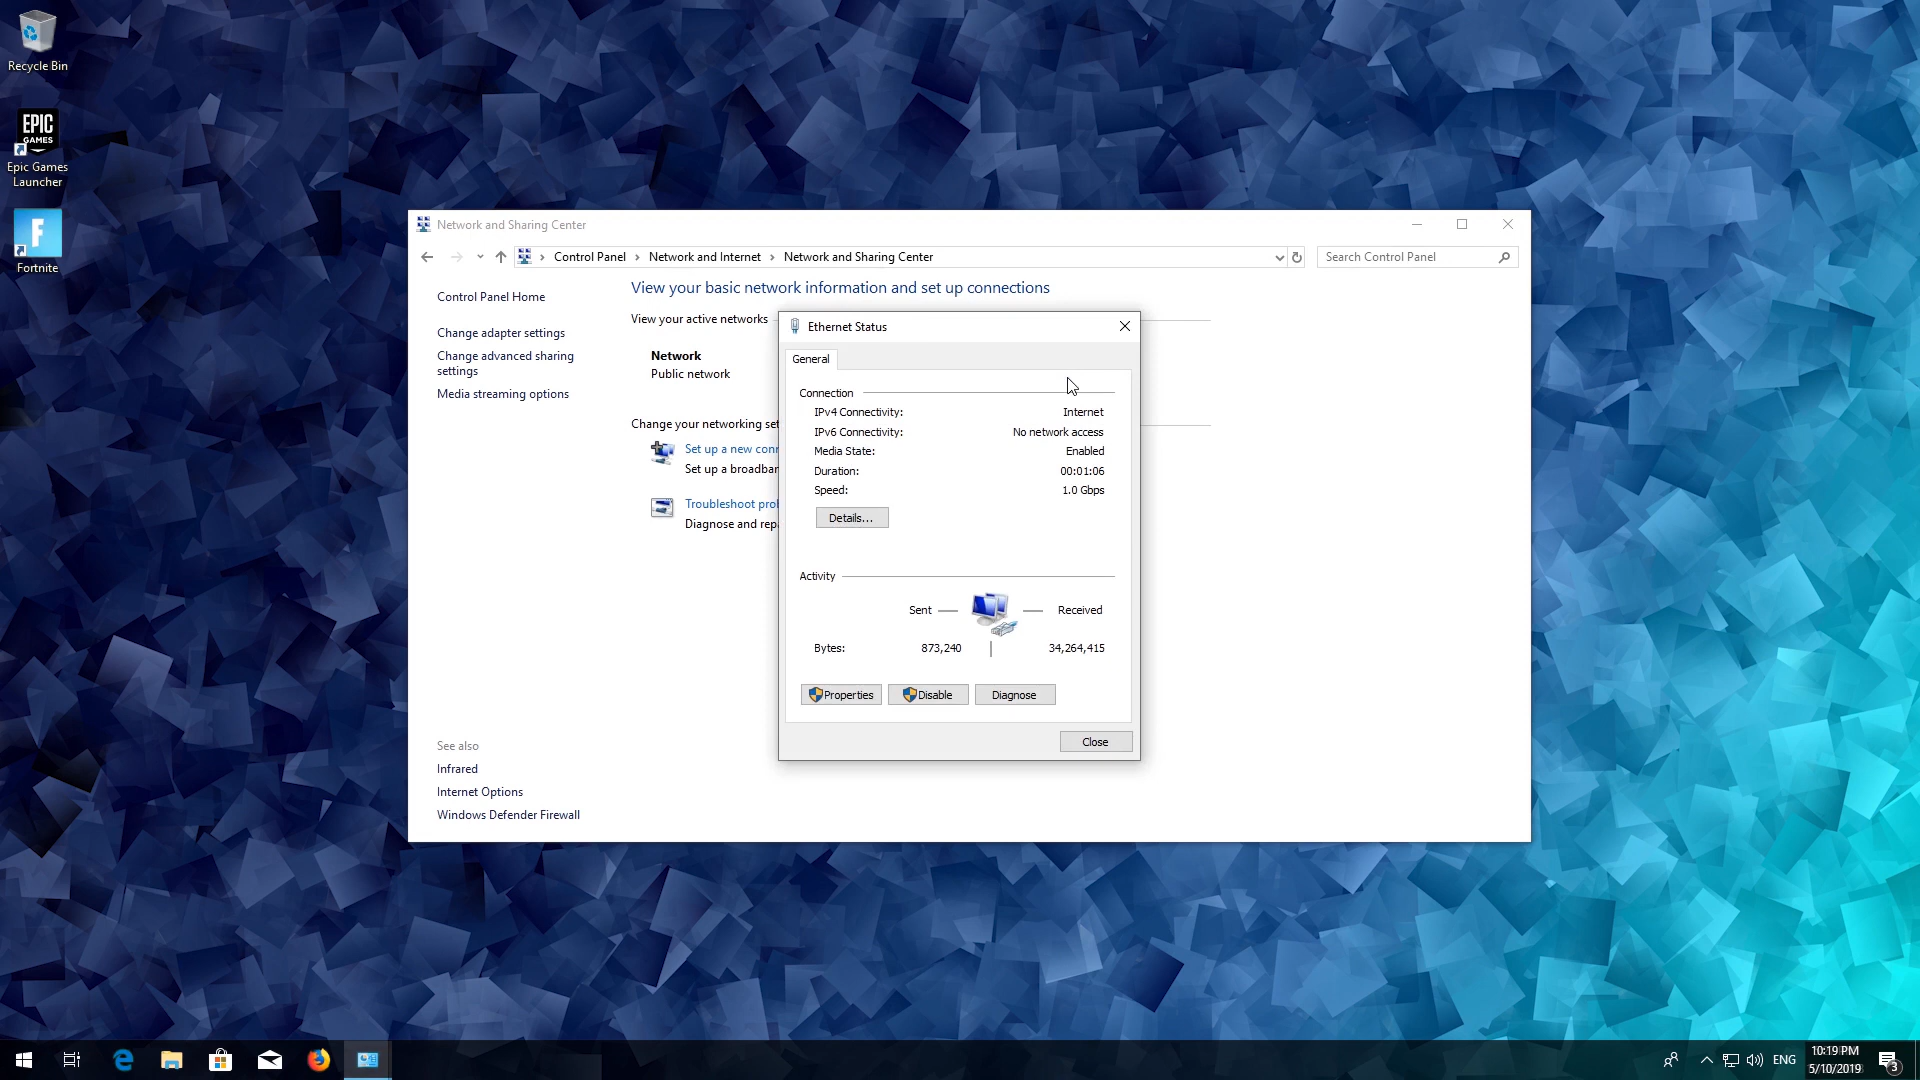 Recycle Bin
EPIC
GAMES
Epic Games
Launcher
F
Fortnite
Network and Sharing Center
Control Panel › Network and Internet › Network and Sharing Center
Search Control Panel
Control Panel Home
Change adapter settings
Change advanced sharing
settings
Media streaming options
See also
Infrared
Internet Options
Windows Defender Firewall
View your basic network information and set up connections
View your active networks
Network
Public network
Change your networking set
Set up a new conn
Set up a broadban
Troubleshoot prob
Diagnose and repa
Ethernet Status
General
Connection
IPv4 Connectivity: Internet
IPv6 Connectivity: No network access
Media State: Enabled
Duration: 00:01:06
Speed: 1.0 Gbps
Details...
Activity
Sent Received
Bytes: 873,240 34,264,415
Properties Disable Diagnose
Close
ENG
10:19 PM
5/10/2019
3